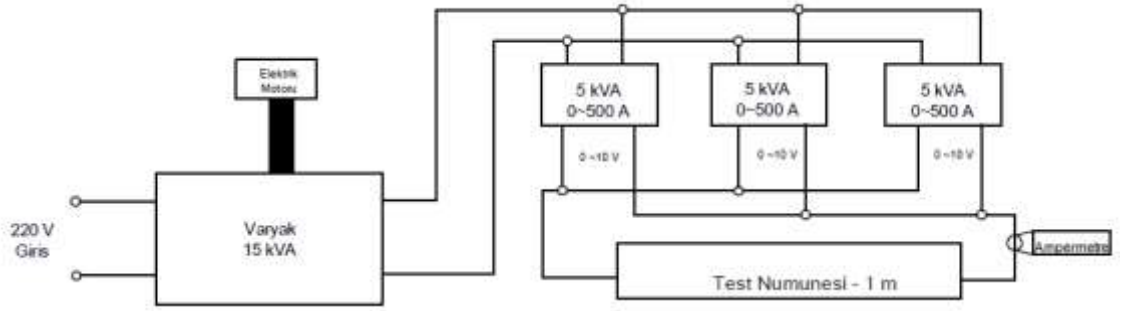 Elektrik
Motoru
220 V
Giris
Varyak
15 kVA
5 kVA
0~500 A
0 ~10 V
5 kVA
0~500 A
0 ~10 V
5 kVA
0~500 A
0 ~10 V
Test Numunesi - 1 m
Ampermetre